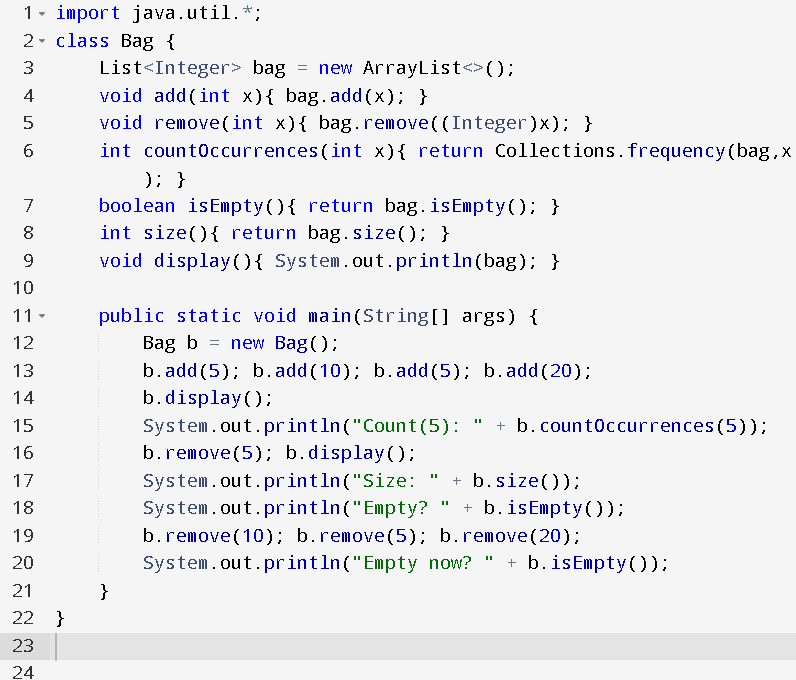 1 import java.util.*;
2 class Bag {
3     List<Integer> bag = new ArrayList<>();
4     void add(int x){ bag.add(x); }
5     void remove(int x){ bag.remove((Integer)x); }
6     int countOccurrences(int x){ return Collections.frequency(bag,x
        ); }
7     boolean isEmpty(){ return bag.isEmpty(); }
8     int size(){ return bag.size(); }
9     void display(){ System.out.println(bag); }
10
11     public static void main(String[] args) {
12         Bag b = new Bag();
13         b.add(5); b.add(10); b.add(5); b.add(20);
14         b.display();
15         System.out.println("Count(5): " + b.countOccurrences(5));
16         b.remove(5); b.display();
17         System.out.println("Size: " + b.size());
18         System.out.println("Empty? " + b.isEmpty());
19         b.remove(10); b.remove(5); b.remove(20);
20         System.out.println("Empty now? " + b.isEmpty());
21     }
22 }
23
24